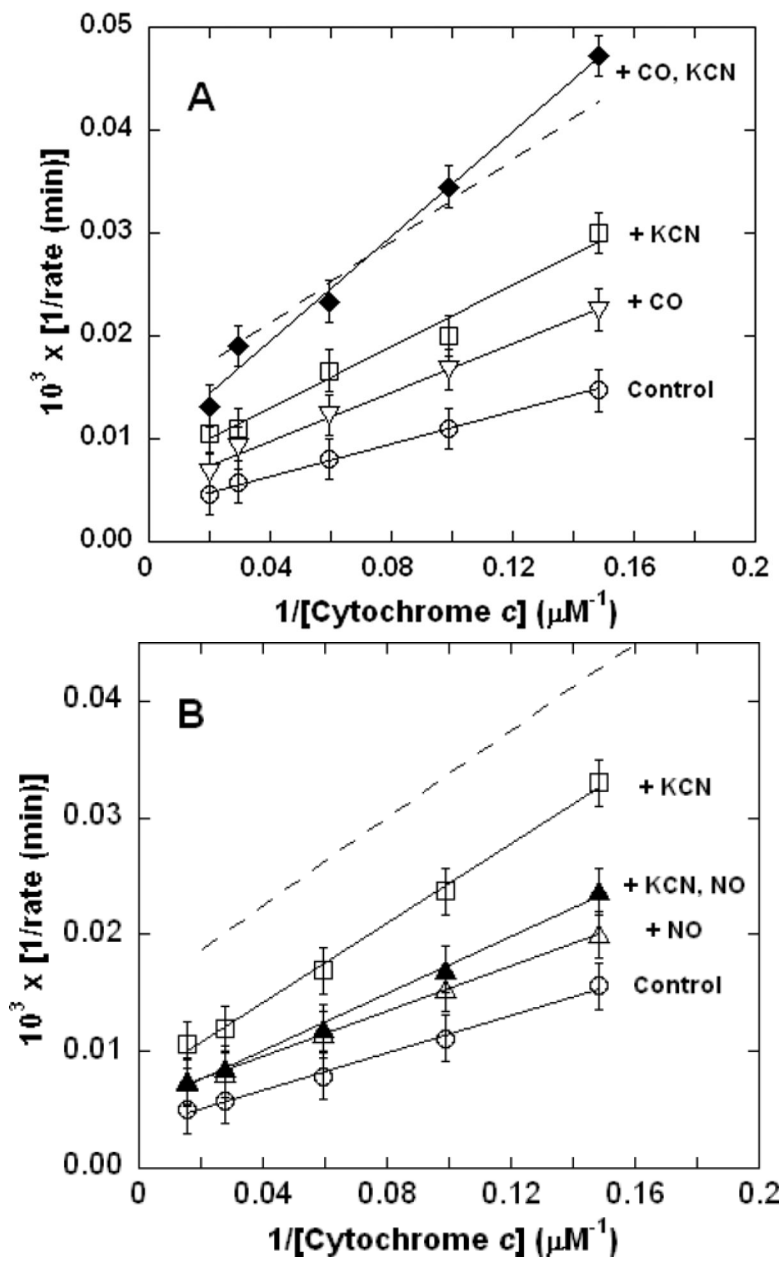 A
0.05
0.04
0.03
0.02
0.01
0.00
10³ x [1/rate (min)]
+ CO, KCN
+ KCN
+ CO
Control
0 0.04 0.08 0.12 0.16 0.2
1/[Cytochrome c] (μM⁻¹)
B
0.04
0.03
0.02
0.01
0.00
10³ x [1/rate (min)]
+ KCN
+ KCN, NO
+ NO
Control
0 0.04 0.08 0.12 0.16 0.2
1/[Cytochrome c] (μM⁻¹)